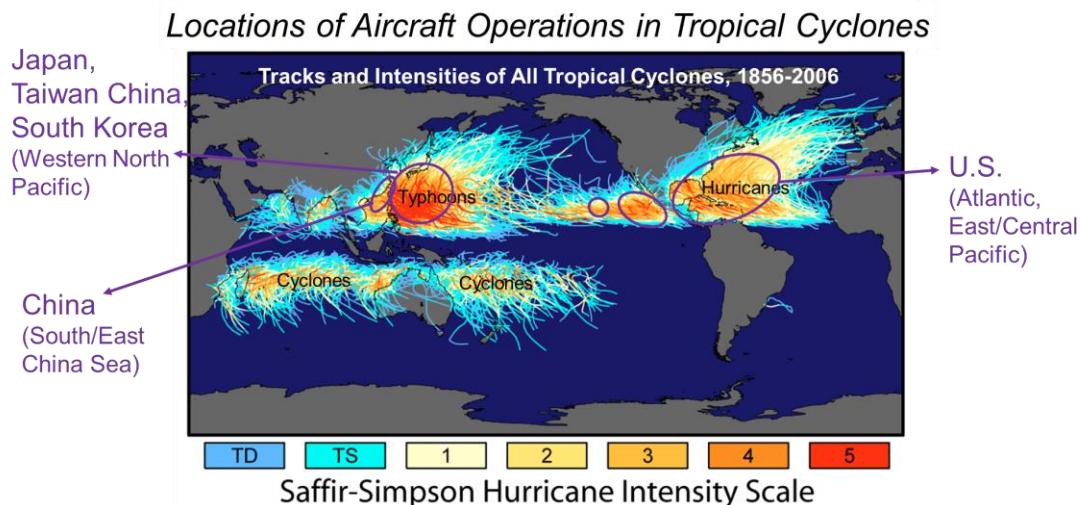 Locations of Aircraft Operations in Tropical Cyclones
Tracks and Intensities of All Tropical Cyclones, 1856-2006
Japan,
Taiwan China,
South Korea
(Western North
Pacific)
Typhoons
Hurricanes
U.S.
(Atlantic,
East/Central
Pacific)
Cyclones
Cyclones
China
(South/East
China Sea)
TD
TS
1
2
3
4
5
Saffir-Simpson Hurricane Intensity Scale